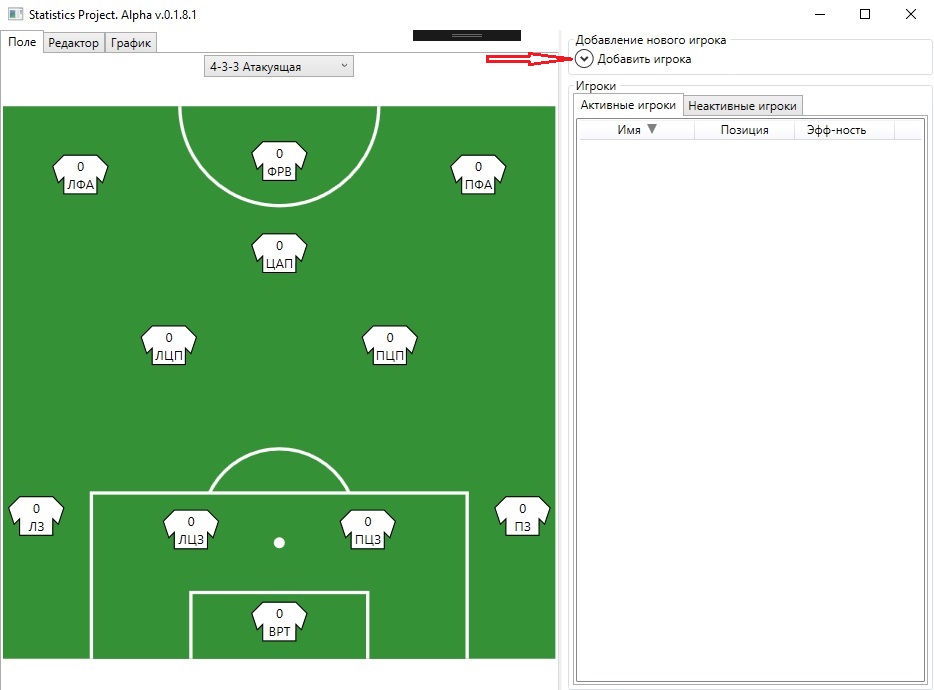 Statistics Project. Alpha v.0.1.8.1
Поле Редактор График
4-3-3 Атакующая
0
ЛФА
0
ФРВ
0
ПФА
0
ЦАП
0
ЛЦП
0
ПЦП
0
ЛЗ
0
ЛЦЗ
0
ПЦЗ
0
ПЗ
0
ВРТ
Добавление нового игрока
Добавить игрока
Игроки
Активные игроки Неактивные игроки
Имя Позиция Эфф-ность